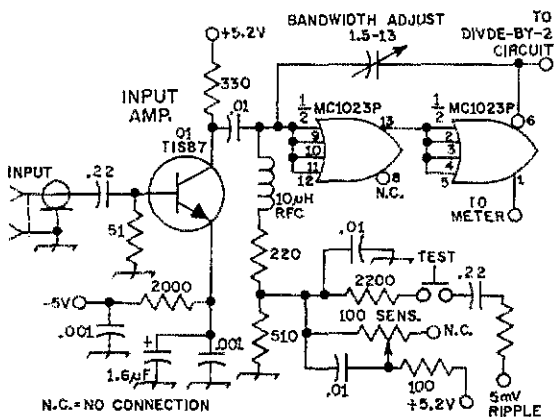 BANDWIDTH ADJUST
1.5-13
TO
DIVDE-BY-2
CIRCUIT
+5.2V
330
INPUT
AMP.
.01
Q1
TIS87
1/2
MC1023P
13
9
10
11
12
8
N.C.
1/2
MC1023P
6
2
3
4
5
1
TO
METER
INPUT
.22
51
10μH
RFC
220
.01
TEST
2200
.22
-5V
2000
.001
1.6μF
+
.001
510
100 SENS.
N.C.
.01
100
+5.2V
5mV
RIPPLE
N.C.=NO CONNECTION